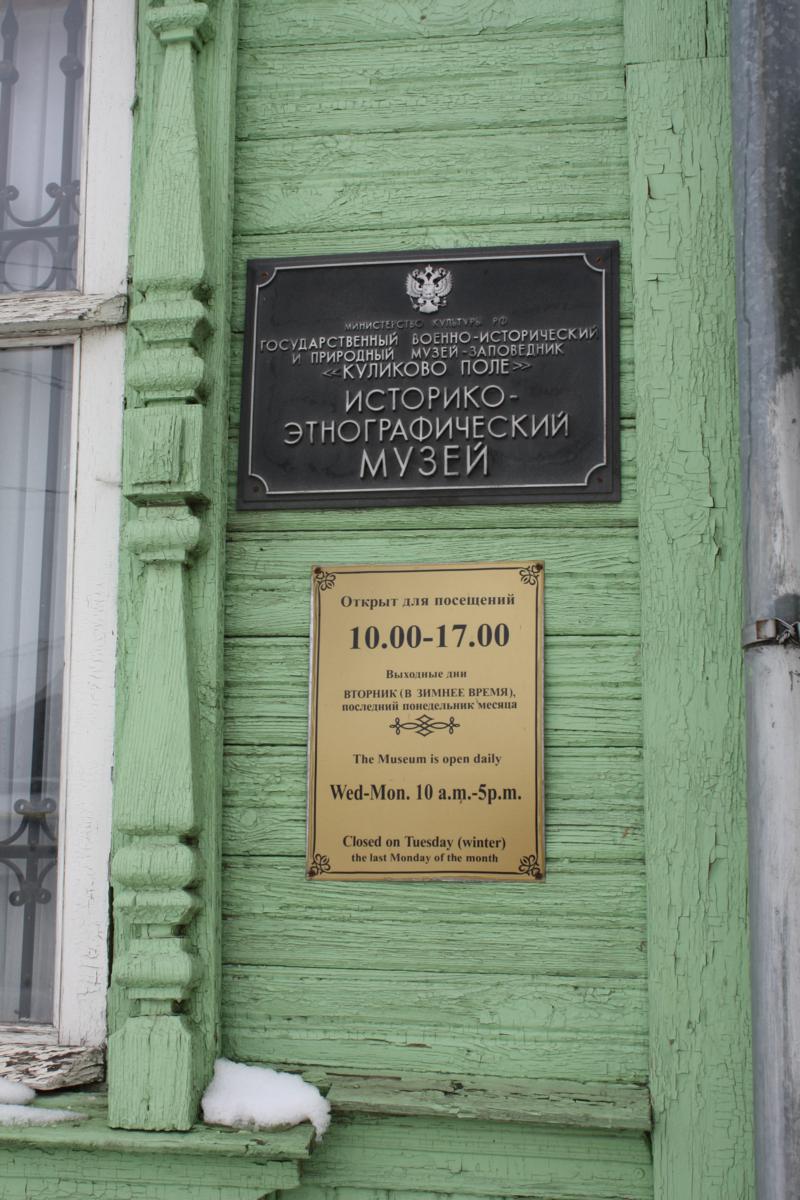 МИНИСТЕРСТВО КУЛЬТУРЫ РФ
ГОСУДАРСТВЕННЫЙ ВОЕННО-ИСТОРИЧЕСКИЙ
И ПРИРОДНЫЙ МУЗЕЙ-ЗАПОВЕДНИК
«КУЛИКОВО ПОЛЕ»
ИСТОРИКО-
ЭТНОГРАФИЧЕСКИЙ
МУЗЕЙ
Открыт для посещений
10.00-17.00
Выходные дни
ВТОРНИК (В ЗИМНЕЕ ВРЕМЯ),
последний понедельник месяца
The Museum is open daily
Wed-Mon. 10 a.m.-5p.m.
Closed on Tuesday (winter)
the last Monday of the month